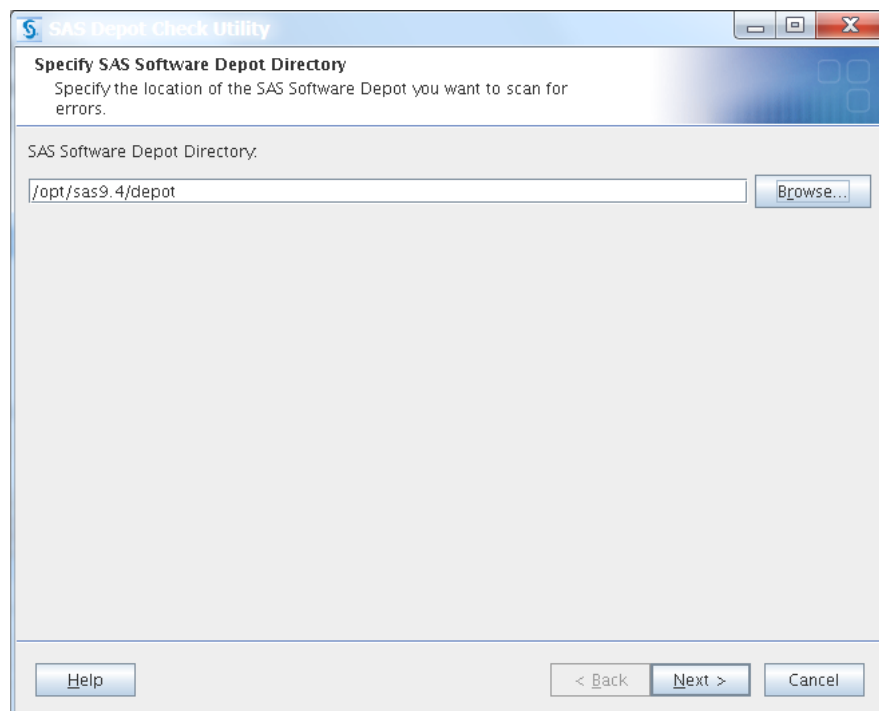 SAS Depot Check Utility
Specify SAS Software Depot Directory
Specify the location of the SAS Software Depot you want to scan for
errors.
SAS Software Depot Directory:
/opt/sas9.4/depot
Browse...
Help
< Back
Next >
Cancel